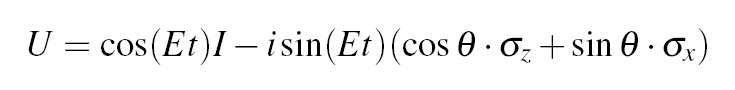 U = cos(Et)I − i sin(Et)(cos θ · σ_z + sin θ · σ_x)